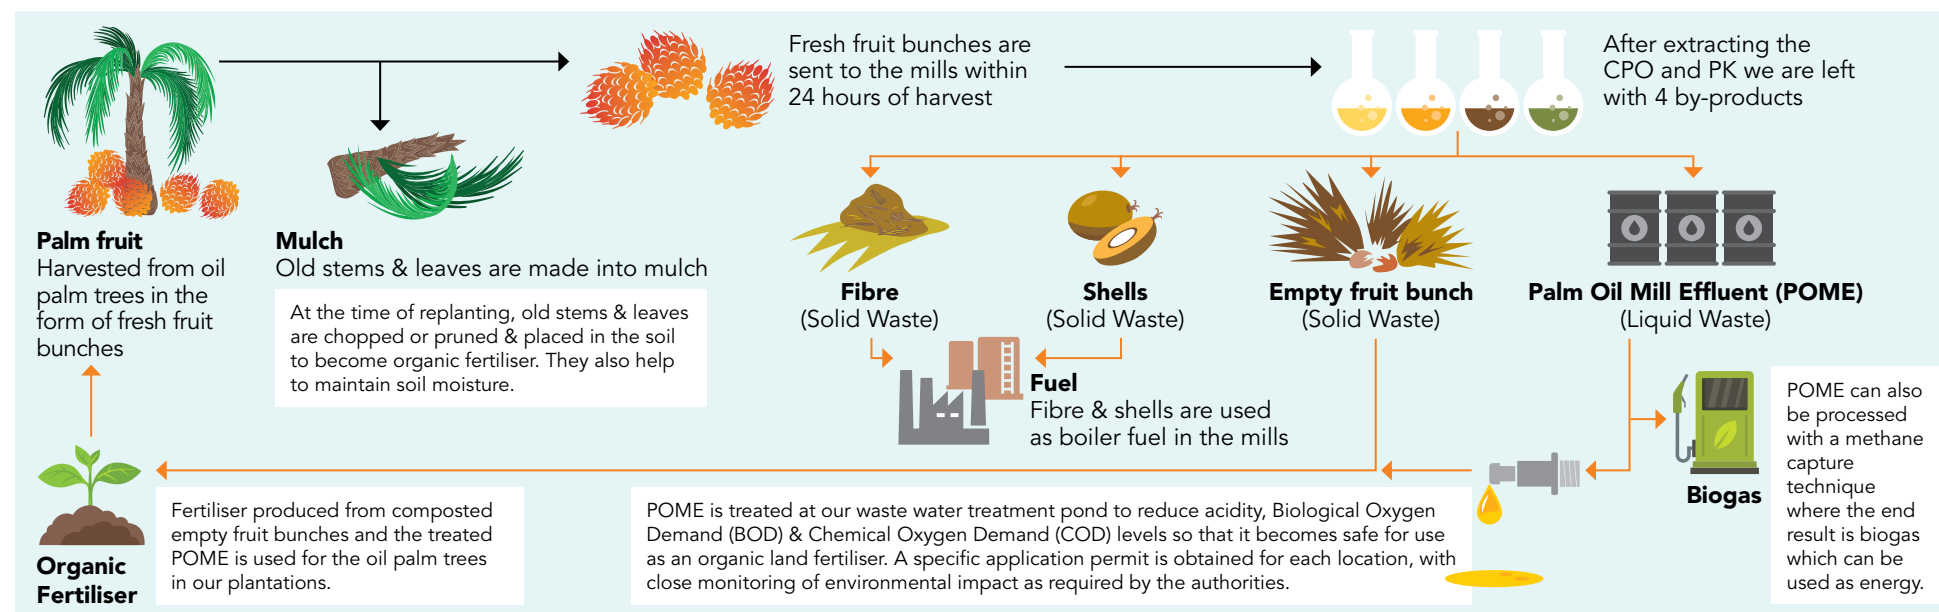 Fresh fruit bunches are
sent to the mills within
24 hours of harvest
After extracting the
CPO and PK we are left
with 4 by-products
Palm fruit
Harvested from oil
palm trees in the
form of fresh fruit
bunches
Mulch
Old stems & leaves are made into mulch
At the time of replanting, old stems & leaves
are chopped or pruned & placed in the soil
to become organic fertiliser. They also help
to maintain soil moisture.
Fibre
(Solid Waste)
Shells
(Solid Waste)
Empty fruit bunch
(Solid Waste)
Palm Oil Mill Effluent (POME)
(Liquid Waste)
Fuel
Fibre & shells are used
as boiler fuel in the mills
Biogas
POME can also
be processed
with a methane
capture
technique
where the end
result is biogas
which can be
used as energy.
Organic
Fertiliser
Fertiliser produced from composted
empty fruit bunches and the treated
POME is used for the oil palm trees
in our plantations.
POME is treated at our waste water treatment pond to reduce acidity, Biological Oxygen
Demand (BOD) & Chemical Oxygen Demand (COD) levels so that it becomes safe for use
as an organic land fertiliser. A specific application permit is obtained for each location, with
close monitoring of environmental impact as required by the authorities.